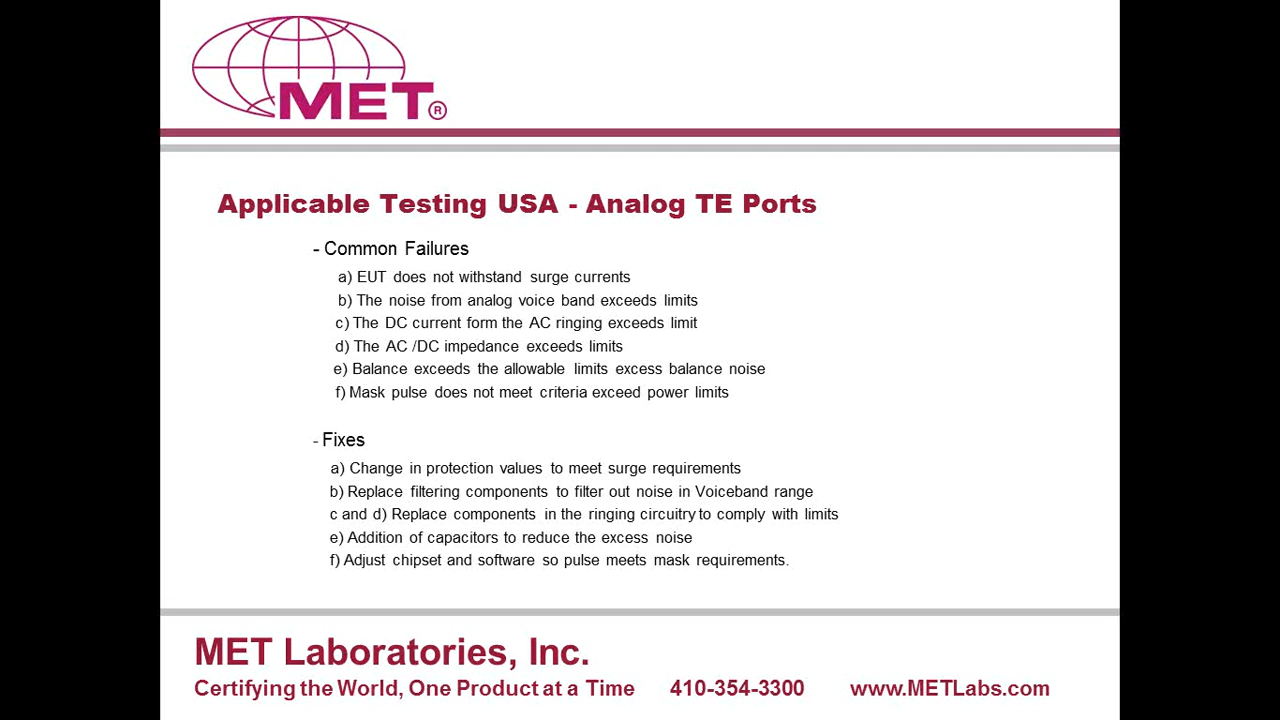 MET®
Applicable Testing USA - Analog TE Ports
- Common Failures
a) EUT does not withstand surge currents
b) The noise from analog voice band exceeds limits
c) The DC current form the AC ringing exceeds limit
d) The AC /DC impedance exceeds limits
e) Balance exceeds the allowable limits excess balance noise
f) Mask pulse does not meet criteria exceed power limits
- Fixes
a) Change in protection values to meet surge requirements
b) Replace filtering components to filter out noise in Voiceband range
c and d) Replace components in the ringing circuitry to comply with limits
e) Addition of capacitors to reduce the excess noise
f) Adjust chipset and software so pulse meets mask requirements.
MET Laboratories, Inc.
Certifying the World, One Product at a Time 410-354-3300 www.METLabs.com